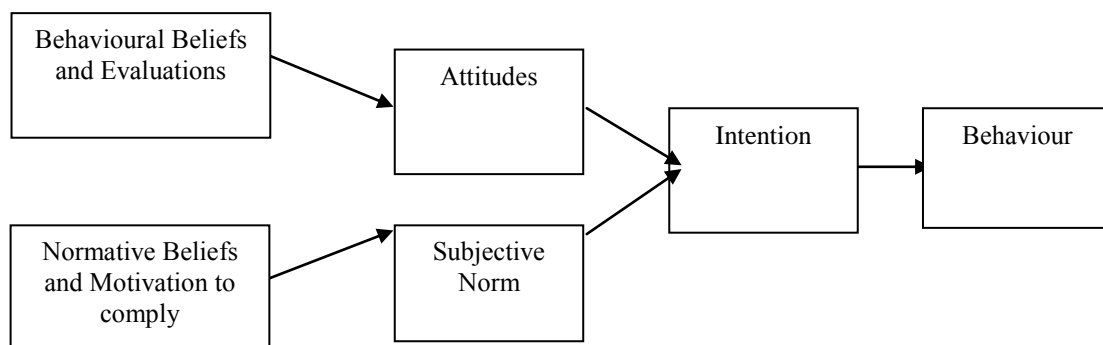 Behavioural Beliefs
and Evaluations
Attitudes
Intention
Behaviour
Normative Beliefs
and Motivation to
comply
Subjective
Norm